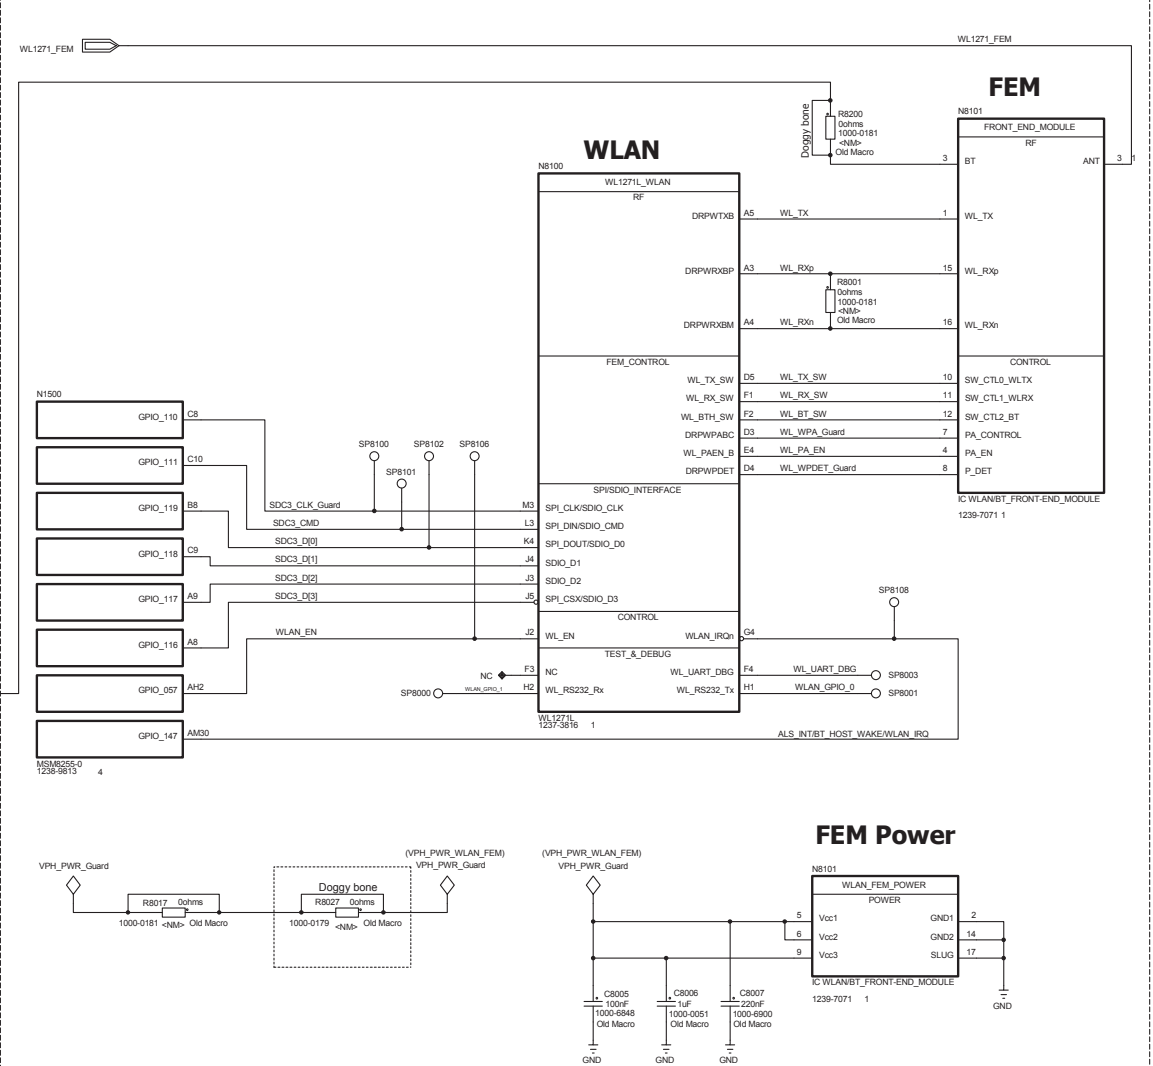 WL1271_FEM
WL1271_FEM
FEM
N8101
FRONT_END_MODULE
RF
BT
ANT
3
3
1
WL_TX
1
WL_RXp
15
WL_RXn
16
CONTROL
10
SW_CTL0_WLTX
11
SW_CTL1_WLRX
12
SW_CTL2_BT
7
PA_CONTROL
4
PA_EN
8
P_DET
IC WLAN/BT_FRONT-END_MODULE
1239-7071 1
Doggy bone
R8200
0ohms
1000-0181
<NM>
Old Macro
WLAN
N8100
WL1271L_WLAN
RF
DRPWTXB
A5
WL_TX
DRPWRXBP
A3
WL_RXp
R8001
0ohms
1000-0181
<NM>
Old Macro
DRPWRXBM
A4
WL_RXn
FEM_CONTROL
WL_TX_SW
D5
WL_TX_SW
WL_RX_SW
F1
WL_RX_SW
WL_BTH_SW
F2
WL_BT_SW
DRPWPABC
D3
WL_WPA_Guard
WL_PAEN_B
E4
WL_PA_EN
DRPWPDET
D4
WL_WPDET_Guard
SPI/SDIO_INTERFACE
M3
SPI_CLK/SDIO_CLK
L3
SPI_DIN/SDIO_CMD
K4
SPI_DOUT/SDIO_D0
J4
SDIO_D1
J3
SDIO_D2
J5
SPI_CSX/SDIO_D3
CONTROL
J2
WL_EN
WLAN_IRQn
G4
TEST_&_DEBUG
NC
F3
NC
WL_UART_DBG
F4
WL_UART_DBG
SP8003
SP8000
WLAN_GPIO_1
H2
WL_RS232_Rx
WL_RS232_Tx
H1
WLAN_GPIO_0
SP8001
WL1271L
1237-3816 1
SP8108
ALS_INT/BT_HOST_WAKE/WLAN_IRQ
N1500
GPIO_110
C8
GPIO_111
C10
GPIO_119
B8
GPIO_118
C9
GPIO_117
A9
GPIO_116
A8
GPIO_057
AH2
GPIO_147
AM30
MSM8255-0
1238-9813 4
SP8100
SP8101
SP8102
SP8106
SDC3_CLK_Guard
SDC3_CMD
SDC3_D[0]
SDC3_D[1]
SDC3_D[2]
SDC3_D[3]
WLAN_EN
VPH_PWR_Guard
R8017 0ohms
1000-0181 <NM> Old Macro
Doggy bone
R8027 0ohms
1000-0179 <NM> Old Macro
(VPH_PWR_WLAN_FEM)
VPH_PWR_Guard
(VPH_PWR_WLAN_FEM)
VPH_PWR_Guard
C8005
100nF
1000-6848
Old Macro
GND
C8006
1uF
1000-0051
Old Macro
GND
C8007
220nF
1000-6900
Old Macro
GND
FEM Power
N8101
WLAN_FEM_POWER
POWER
5
Vcc1
GND1
2
6
Vcc2
GND2
14
9
Vcc3
SLUG
17
IC WLAN/BT_FRONT-END_MODULE
1239-7071 1
GND